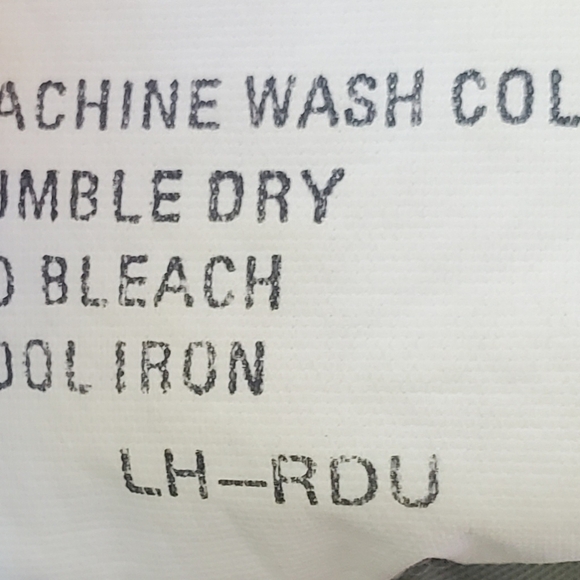 ACHINE WASH COL
UMBLE DRY
O BLEACH
OOL IRON
LH-RDU